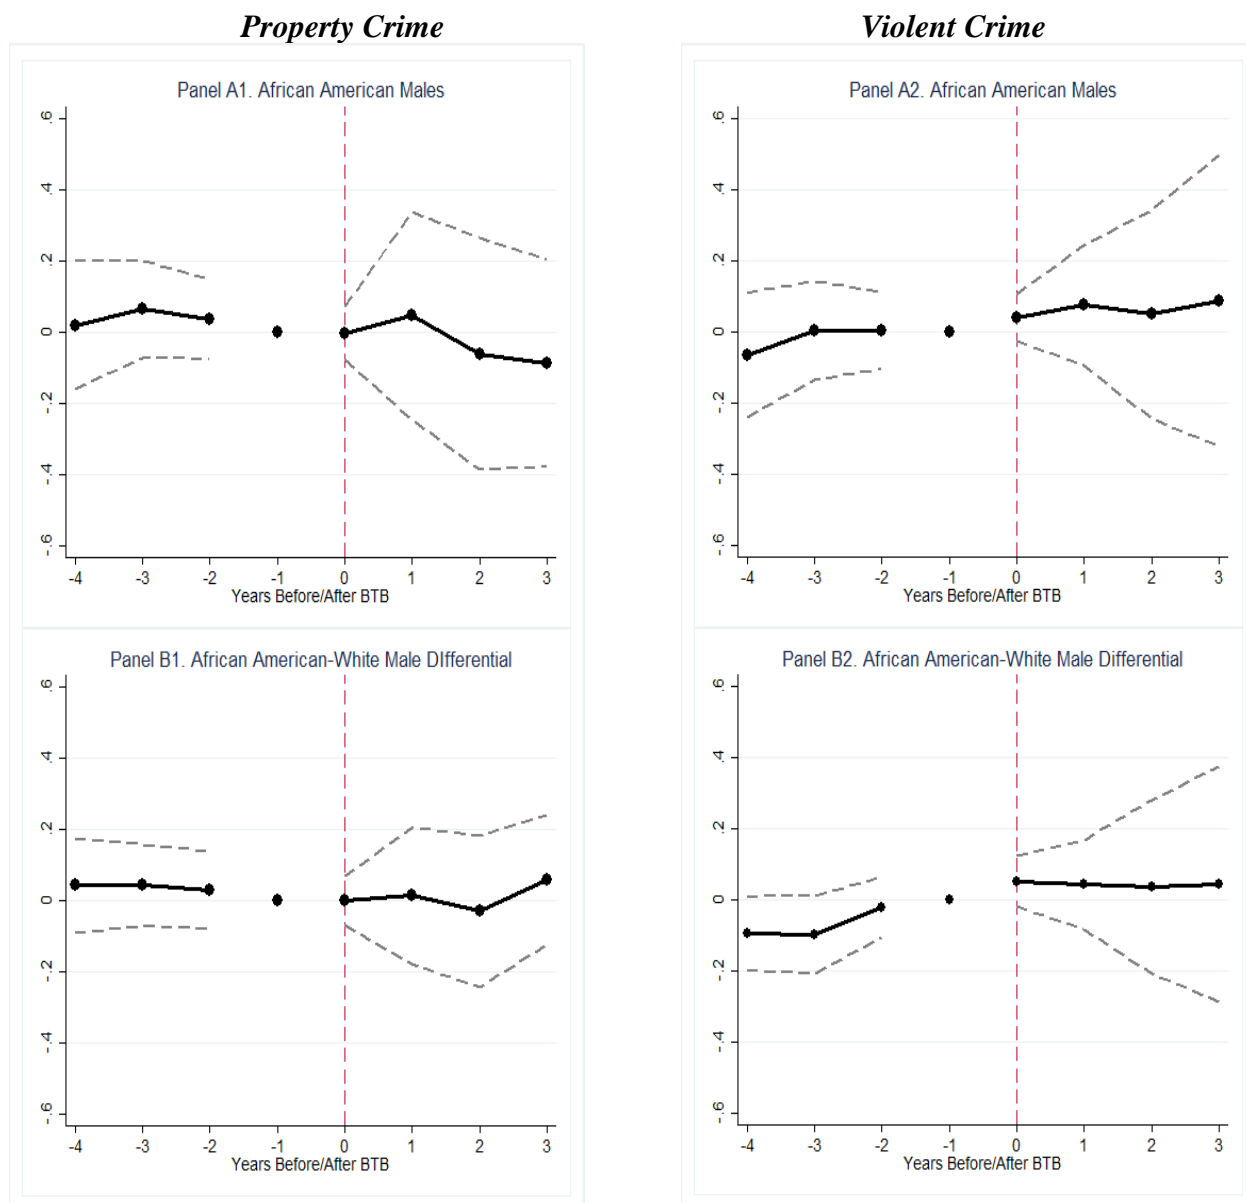 Property Crime
Violent Crime
Panel A1. African American Males
.6
.4
.2
0
-.2
-.4
-.6
-4 -3 -2 -1 0 1 2 3
Years Before/After BTB
Panel A2. African American Males
.6
.4
.2
0
-.2
-.4
-.6
-4 -3 -2 -1 0 1 2 3
Years Before/After BTB
Panel B1. African American-White Male DIfferential
.6
.4
.2
0
-.2
-.4
-.6
-4 -3 -2 -1 0 1 2 3
Years Before/After BTB
Panel B2. African American-White Male Differential
.6
.4
.2
0
-.2
-.4
-.6
-4 -3 -2 -1 0 1 2 3
Years Before/After BTB